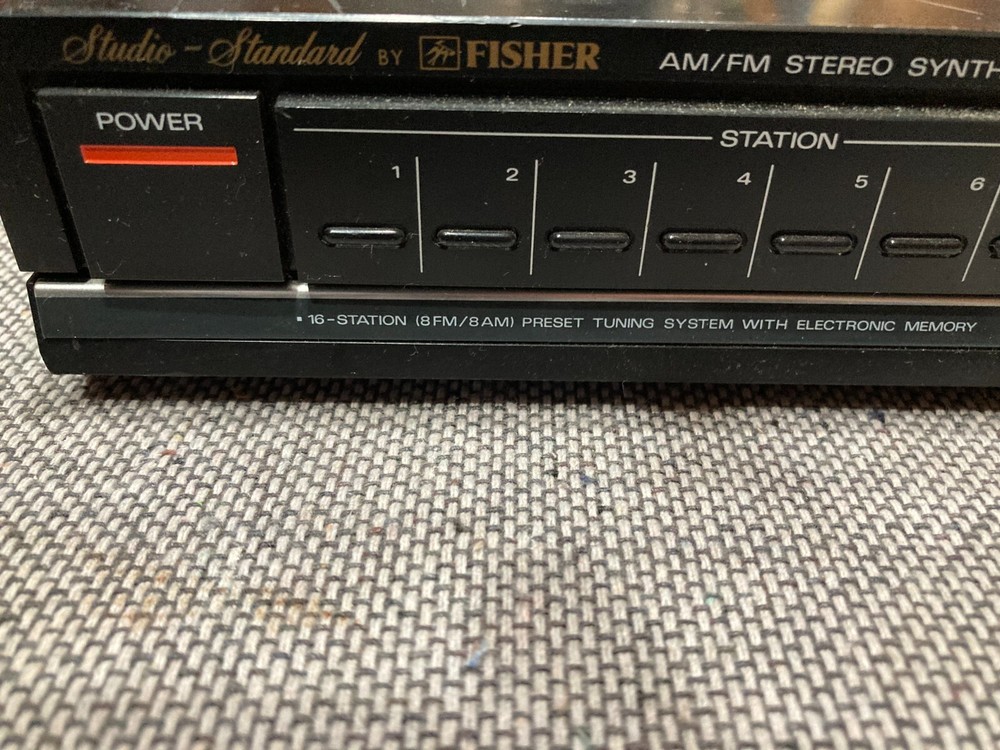 Studio-Standard BY FISHER AM/FM STEREO SYNTH
POWER
STATION
1 2 3 4 5 6
16-STATION (8FM/8AM) PRESET TUNING SYSTEM WITH ELECTRONIC MEMORY